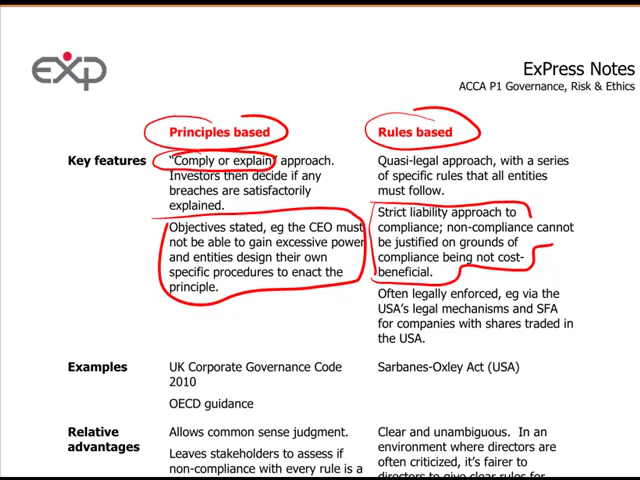 exp
ExPress Notes
ACCA P1 Governance, Risk & Ethics
Principles based
Rules based
Key features
"Comply or explain" approach.
Investors then decide if any
breaches are satisfactorily
explained.
Quasi-legal approach, with a series
of specific rules that all entities
must follow.
Objectives stated, eg the CEO must
not be able to gain excessive power
and entities design their own
specific procedures to enact the
principle.
Strict liability approach to
compliance; non-compliance cannot
be justified on grounds of
compliance being not cost-
beneficial.
Often legally enforced, eg via the
USA's legal mechanisms and SFA
for companies with shares traded in
the USA.
Examples
UK Corporate Governance Code
2010
OECD guidance
Sarbanes-Oxley Act (USA)
Relative
advantages
Allows common sense judgment.
Leaves stakeholders to assess if
non-compliance with every rule is a
Clear and unambiguous. In an
environment where directors are
often criticized, it's fairer to
directors to give clear rules for